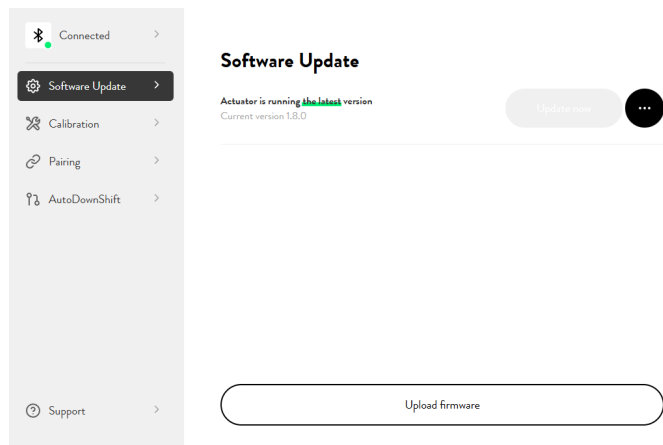 Connected
Software Update
Calibration
Pairing
AutoDownShift
Support
Software Update
Actuator is running the latest version
Current version 1.8.0
Update now
Upload firmware